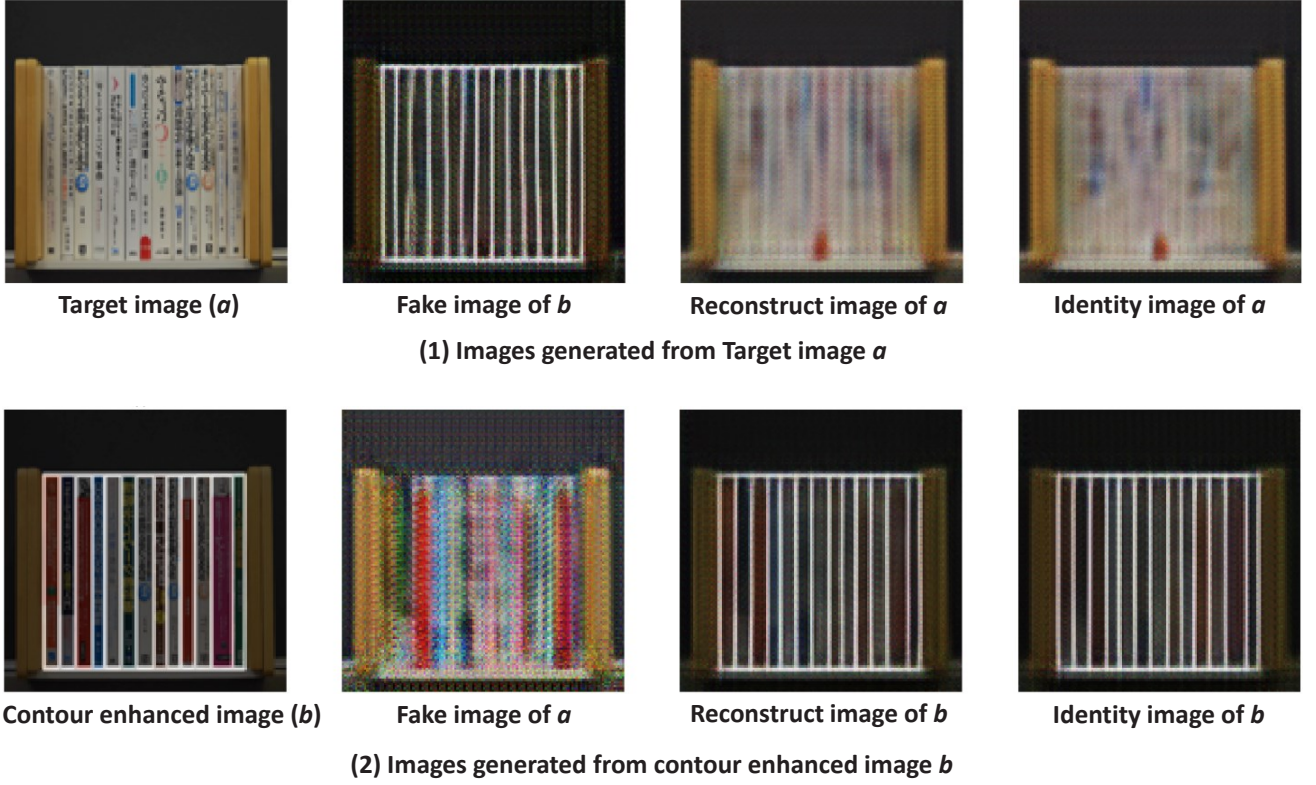 Target image (a)
Fake image of b
Reconstruct image of a
Identity image of a
(1) Images generated from Target image a
Contour enhanced image (b)
Fake image of a
Reconstruct image of b
Identity image of b
(2) Images generated from contour enhanced image b